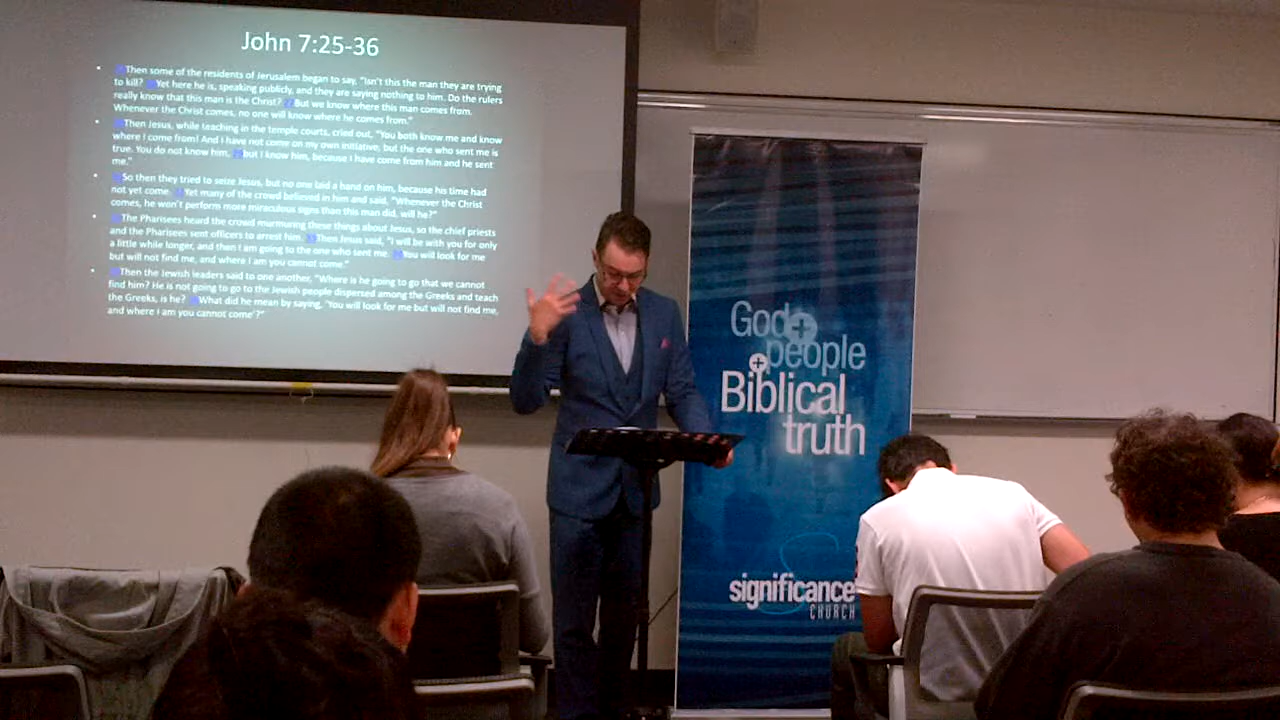 John 7:25-36
Then some of the residents of Jerusalem began to say, "Isn't this the man they are trying
to kill? Yet here he is, speaking publicly, and they are saying nothing to him. Do the rulers
really know that this man is the Christ? 27 But we know where this man comes from.
Whenever the Christ comes, no one will know where he comes from."
Then Jesus, while teaching in the temple courts, cried out, "You both know me and know
where I come from! And I have not come on my own initiative, but the one who sent me is
true. You do not know him, but I know him, because I have come from him and he sent
me."
So then they tried to seize Jesus, but no one laid a hand on him, because his time had
not yet come. Yet many of the crowd believed in him and said, "Whenever the Christ
comes, he won't perform more miraculous signs than this man did, will he?"
The Pharisees heard the crowd murmuring these things about Jesus, so the chief priests
and the Pharisees sent officers to arrest him. Then Jesus said, "I will be with you for only
a little while longer, and then I am going to the one who sent me. You will look for me
but will not find me, and where I am you cannot come."
Then the Jewish leaders said to one another, "Where is he going to go that we cannot
find him? He is not going to go to the Jewish people dispersed among the Greeks and teach
the Greeks, is he? What did he mean by saying, 'You will look for me but will not find me,
and where I am you cannot come'?"
God +
+ people
Biblical
truth
significance
CHURCH